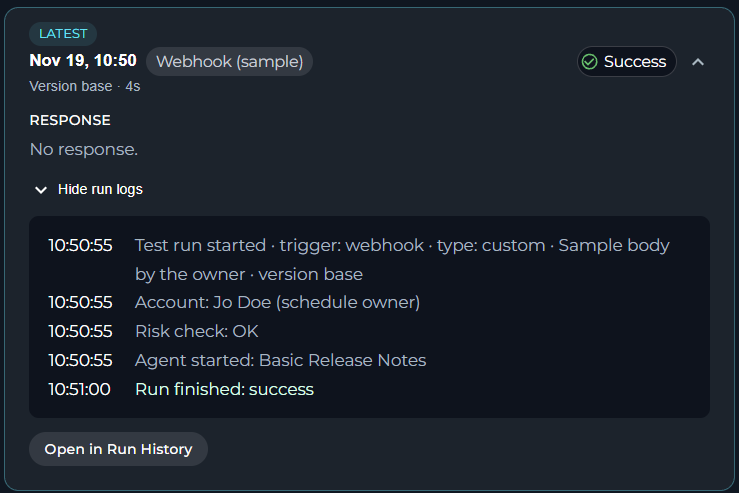 LATEST
Nov 19, 10:50 Webhook (sample) Success
Version base · 4s
RESPONSE
No response.
Hide run logs
10:50:55 Test run started · trigger: webhook · type: custom · Sample body
by the owner · version base
10:50:55 Account: Jo Doe (schedule owner)
10:50:55 Risk check: OK
10:50:55 Agent started: Basic Release Notes
10:51:00 Run finished: success
Open in Run History